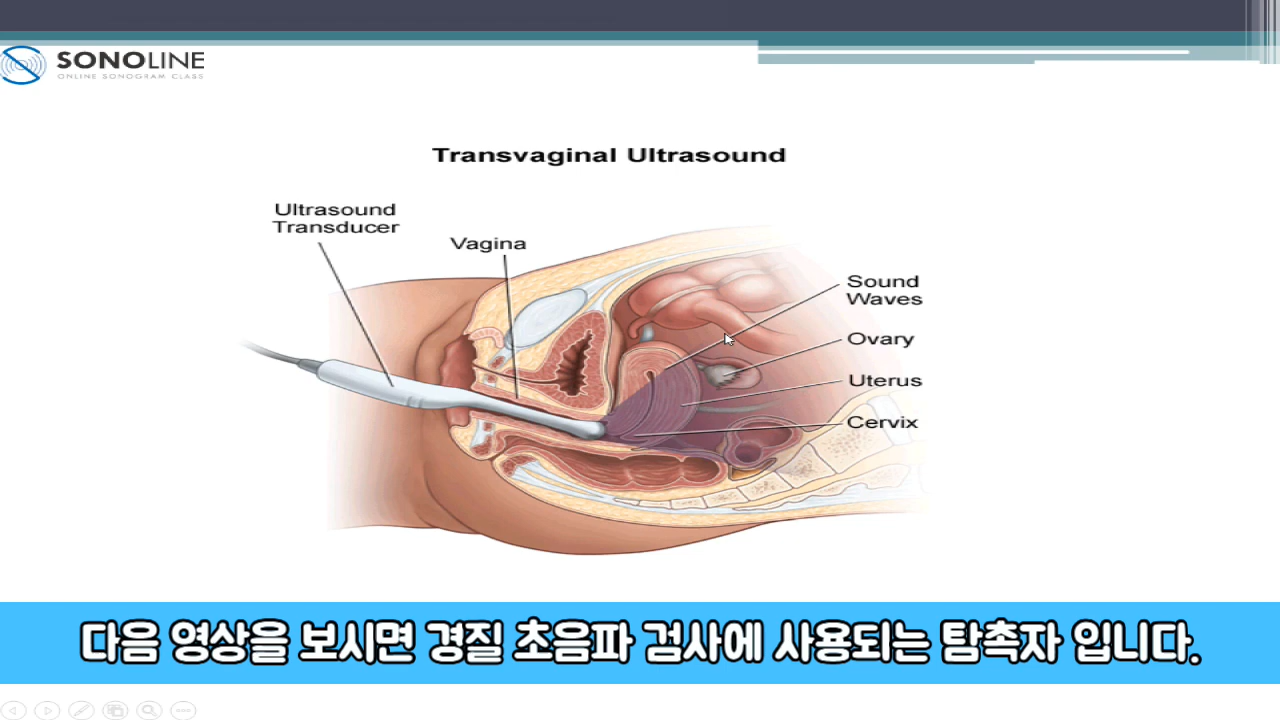 SONOLINE
ONLINE SONOGRAM CLASS
Transvaginal Ultrasound
Ultrasound
Transducer
Vagina
Sound
Waves
Ovary
Uterus
Cervix
다음 영상을 보시면 경질 초음파 검사에 사용되는 탐촉자 입니다.